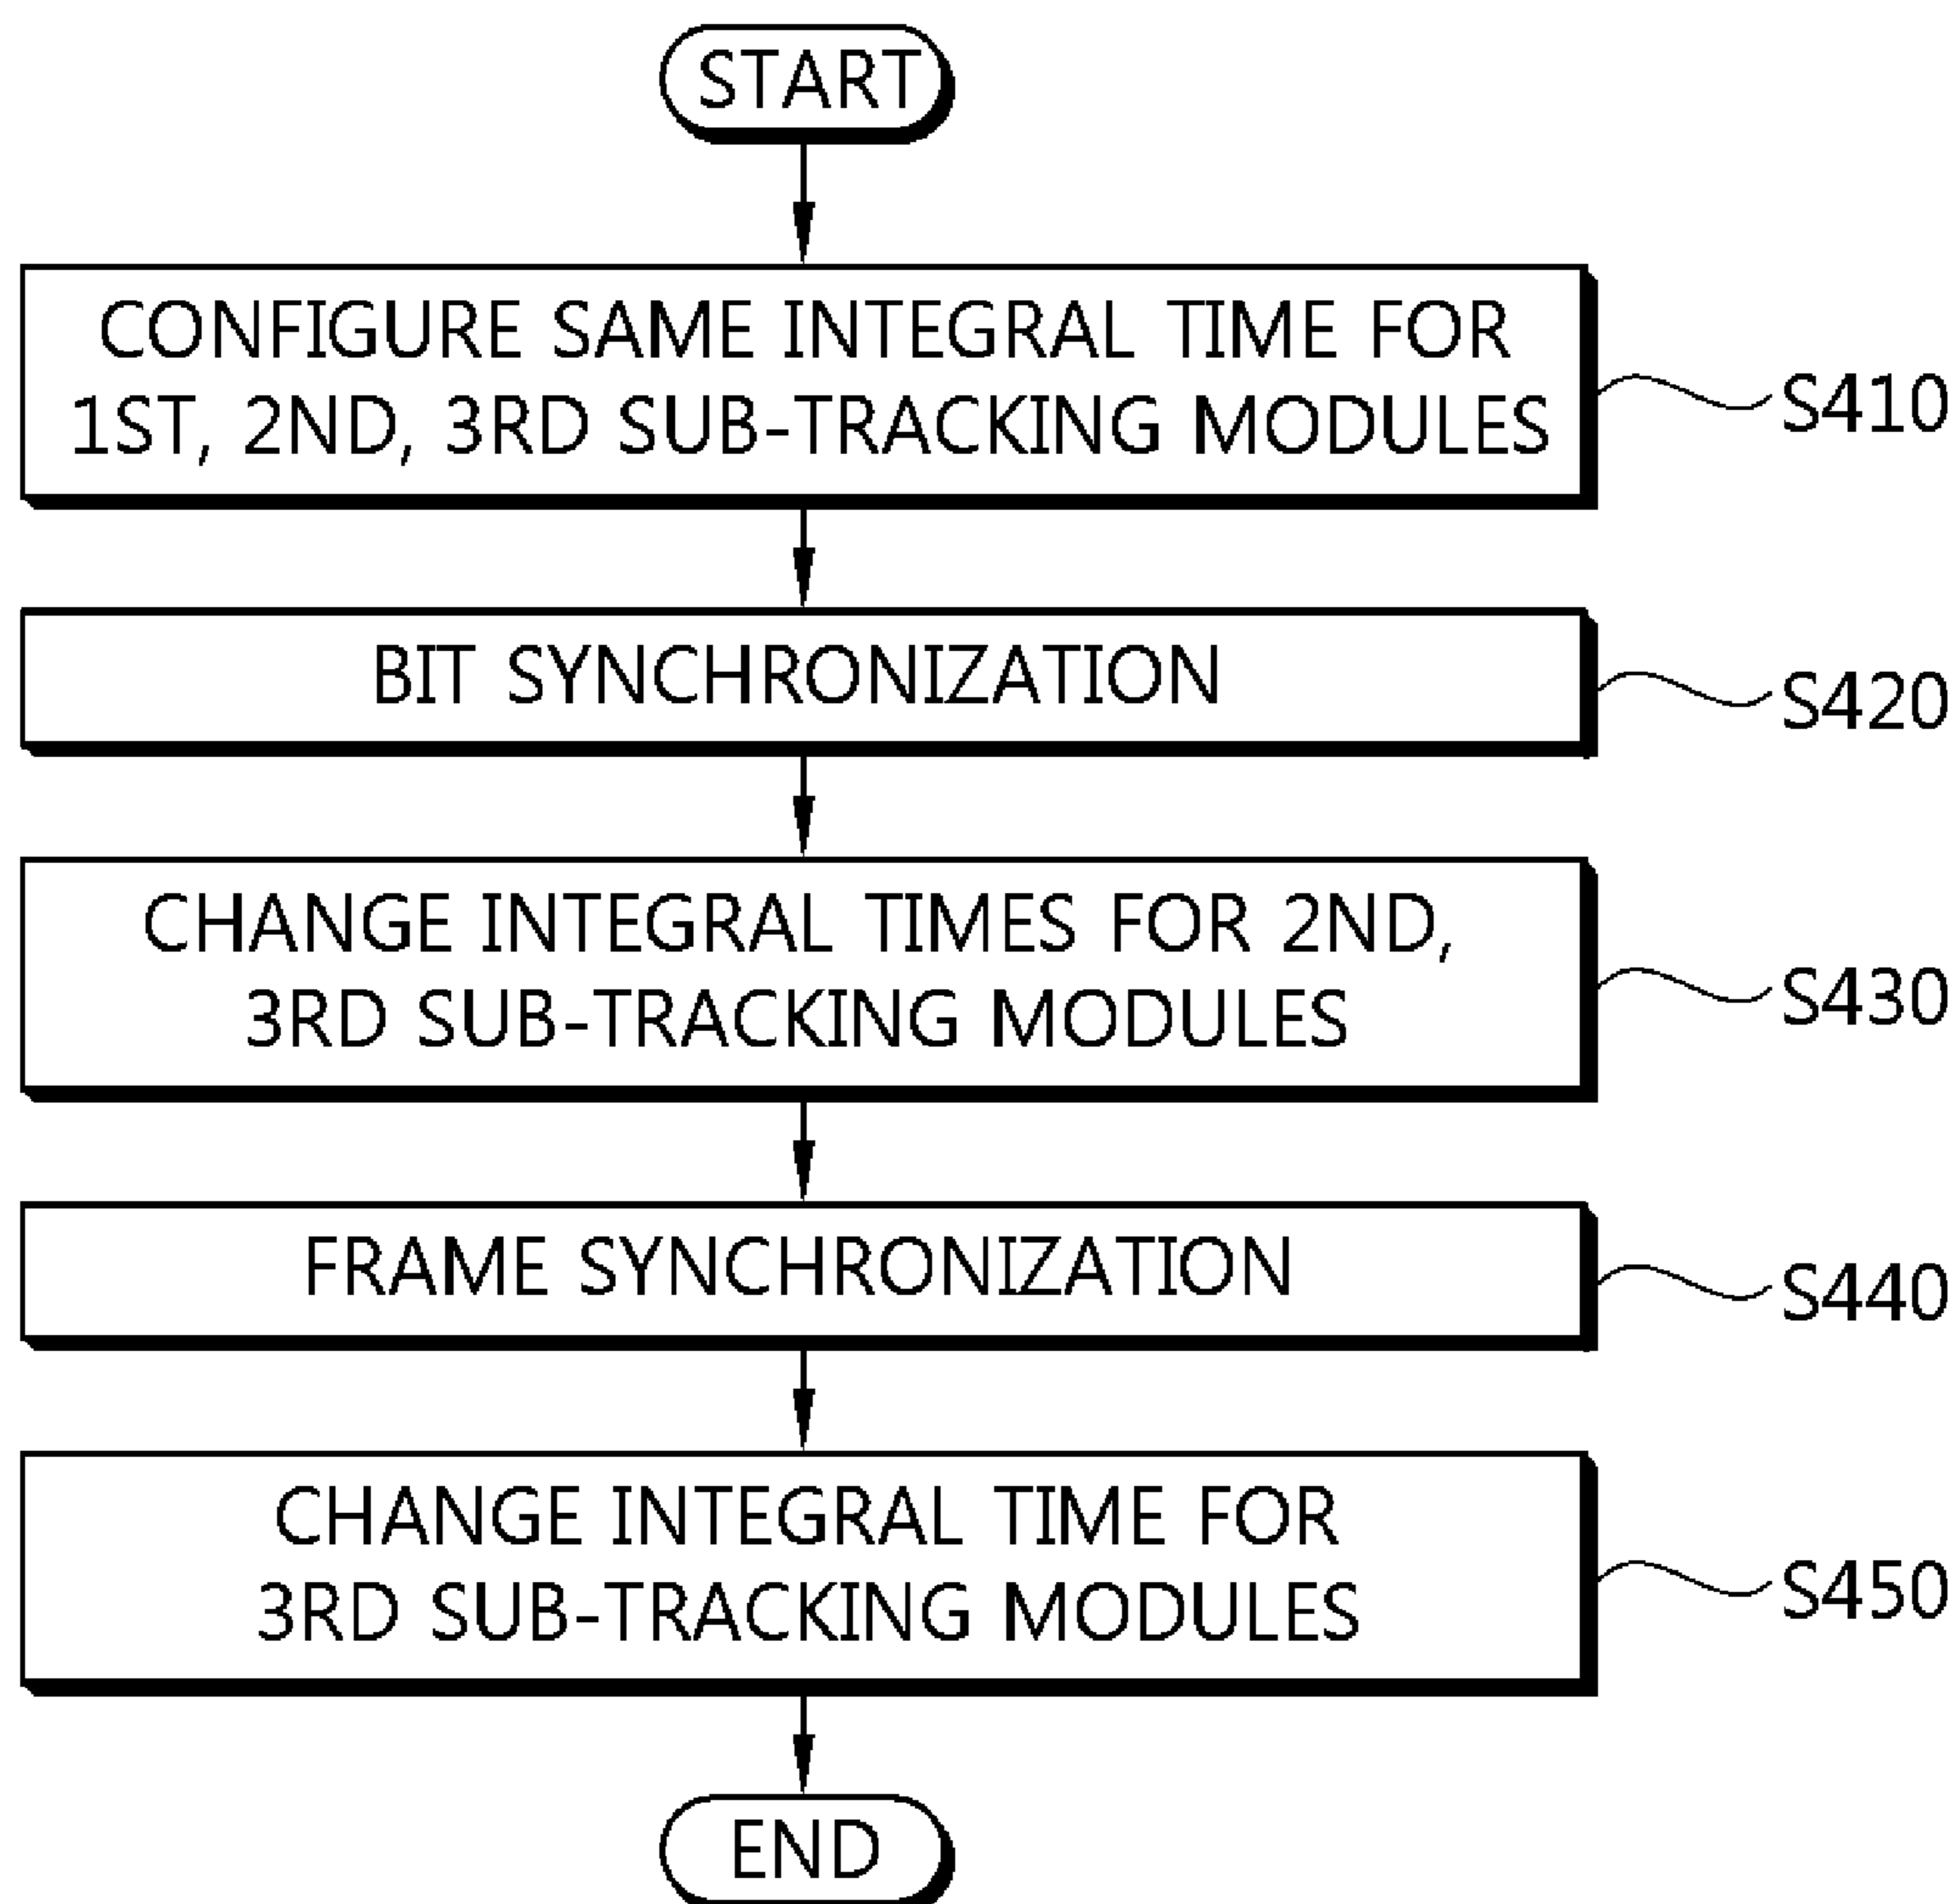 START
CONFIGURE SAME INTEGRAL TIME FOR
1ST, 2ND, 3RD SUB-TRACKING MODULES
S410
BIT SYNCHRONIZATION
S420
CHANGE INTEGRAL TIMES FOR 2ND,
3RD SUB-TRACKING MODULES
S430
FRAME SYNCHRONIZATION
S440
CHANGE INTEGRAL TIME FOR
3RD SUB-TRACKING MODULES
S450
END